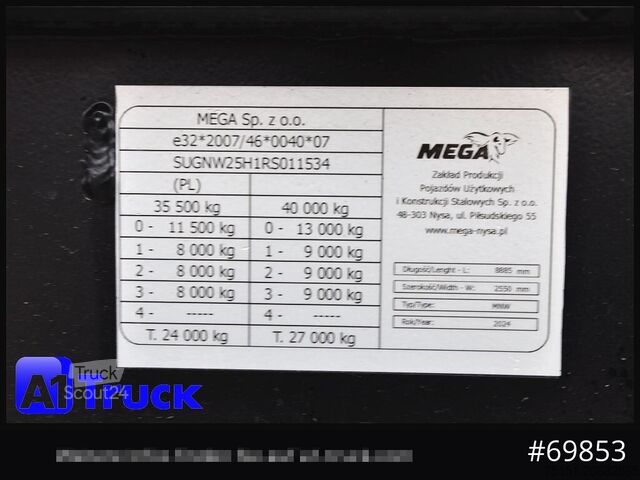 MEGA Sp. z o.o.
e32*2007/46*0040*07
SUGNW25H1RS011534
(PL)
35 500 kg 40 000 kg
0- 11 500 kg 0- 13 000 kg
1 - 8 000 kg 1 - 9 000 kg
2 - 8 000 kg 2 - 9 000 kg
3 - 8 000 kg 3 - 9 000 kg
4 - ----- 4 - -----
T. 24 000 kg T. 27 000 kg
MEGA
Zakład Produkcji
Pojazdów Użytkowych
i Konstrukcji Stalowych Sp. z o.o.
48-303 Nysa, ul. Piłsudskiego 55
www.mega-nysa.pl
Długość/Lenght - L: 8885 mm
Szerokość/Width - W: 2550 mm
Typ/Type: MNW
Rok/Year: 2024
A1 TRUCK
Truck
Scout24
#69853